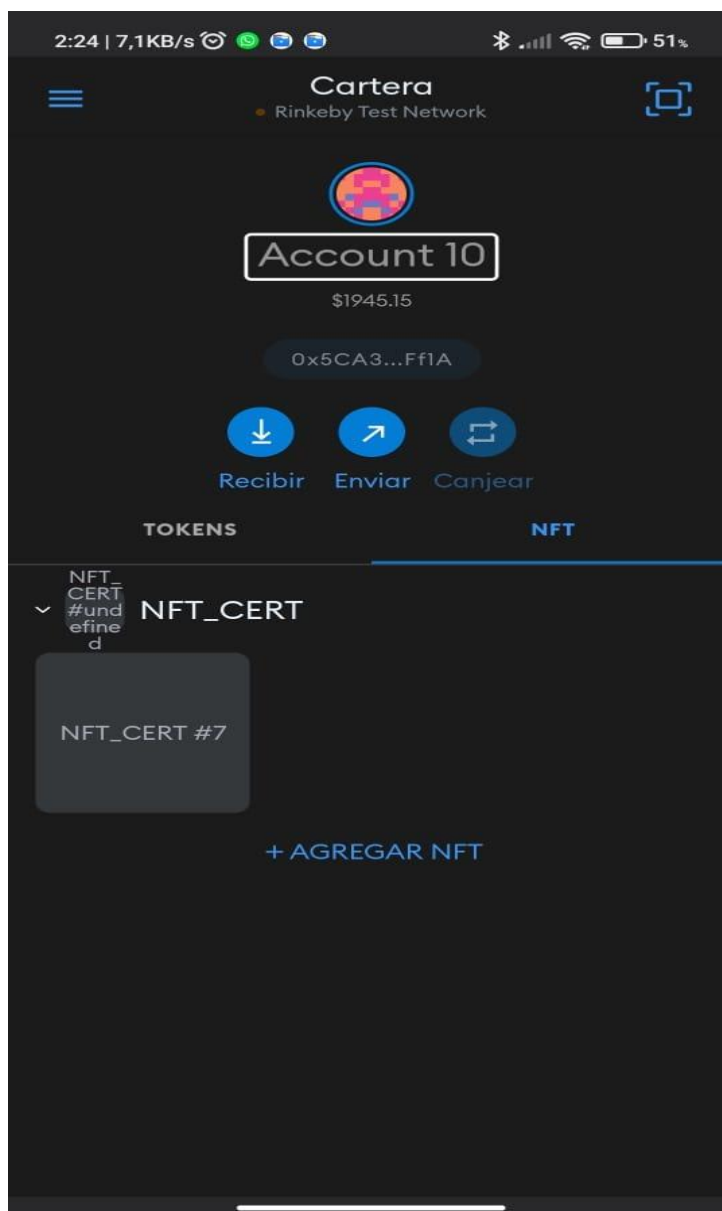 2:24 | 7,1KB/s 51%
Cartera
Rinkeby Test Network
Account 10
$1945.15
0x5CA3...Ff1A
Recibir Enviar Canjear
TOKENS NFT
NFT_
CERT
#und
efine
d
NFT_CERT
NFT_CERT #7
+ AGREGAR NFT